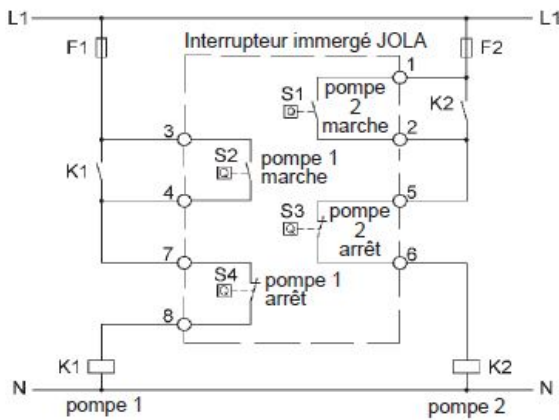 L1 L1
F1 Interrupteur immergé JOLA F2
1
S1 pompe
2
marche
K2
Q
3 2
S2 pompe 1
marche
K1
Q
4 5
S3 pompe
2
arrêt
Q
7 6
S4 pompe 1
arrêt
Q
8
K1 K2
N N
pompe 1 pompe 2